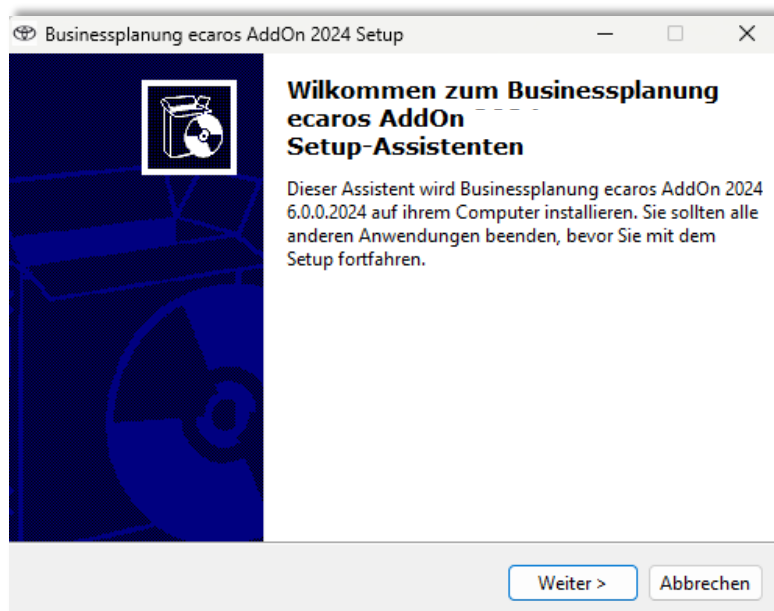 Businessplanung ecaros AddOn 2024 Setup
Wilkommen zum Businessplanung
ecaros AddOn
Setup-Assistenten
Dieser Assistent wird Businessplanung ecaros AddOn 2024
6.0.0.2024 auf ihrem Computer installieren. Sie sollten alle
anderen Anwendungen beenden, bevor Sie mit dem
Setup fortfahren.
Weiter >
Abbrechen